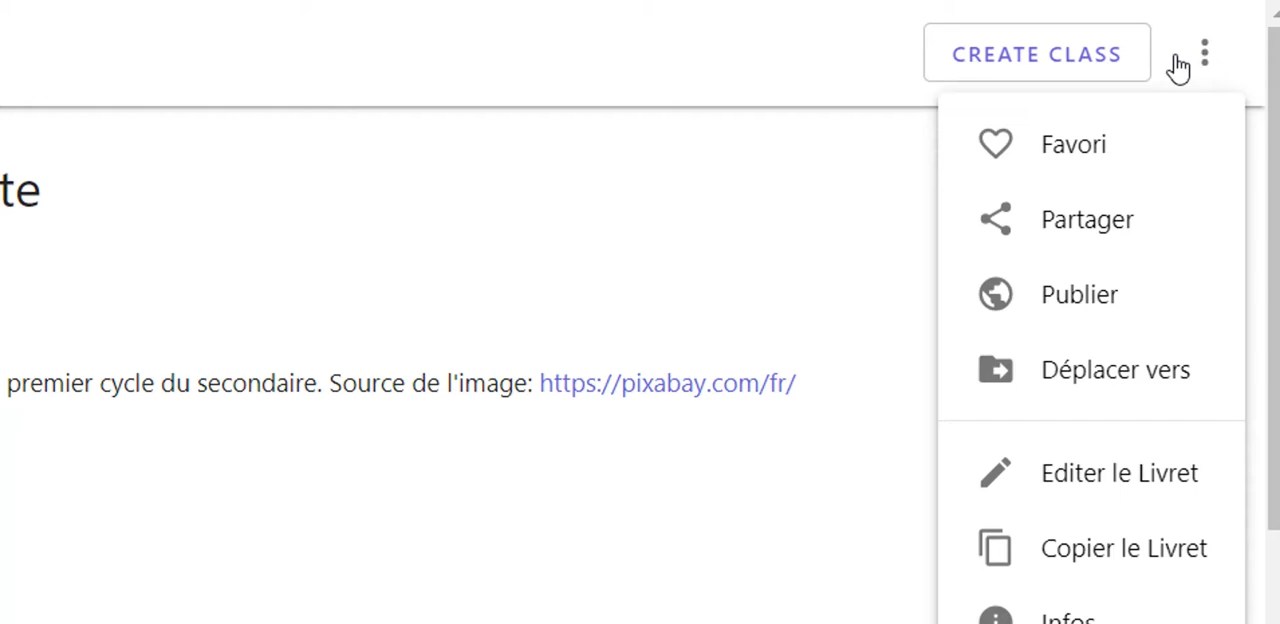 CREATE CLASS
Favori
te
Partager
Publier
premier cycle du secondaire. Source de l'image: https://pixabay.com/fr/
Déplacer vers
Editer le Livret
Copier le Livret
Infos